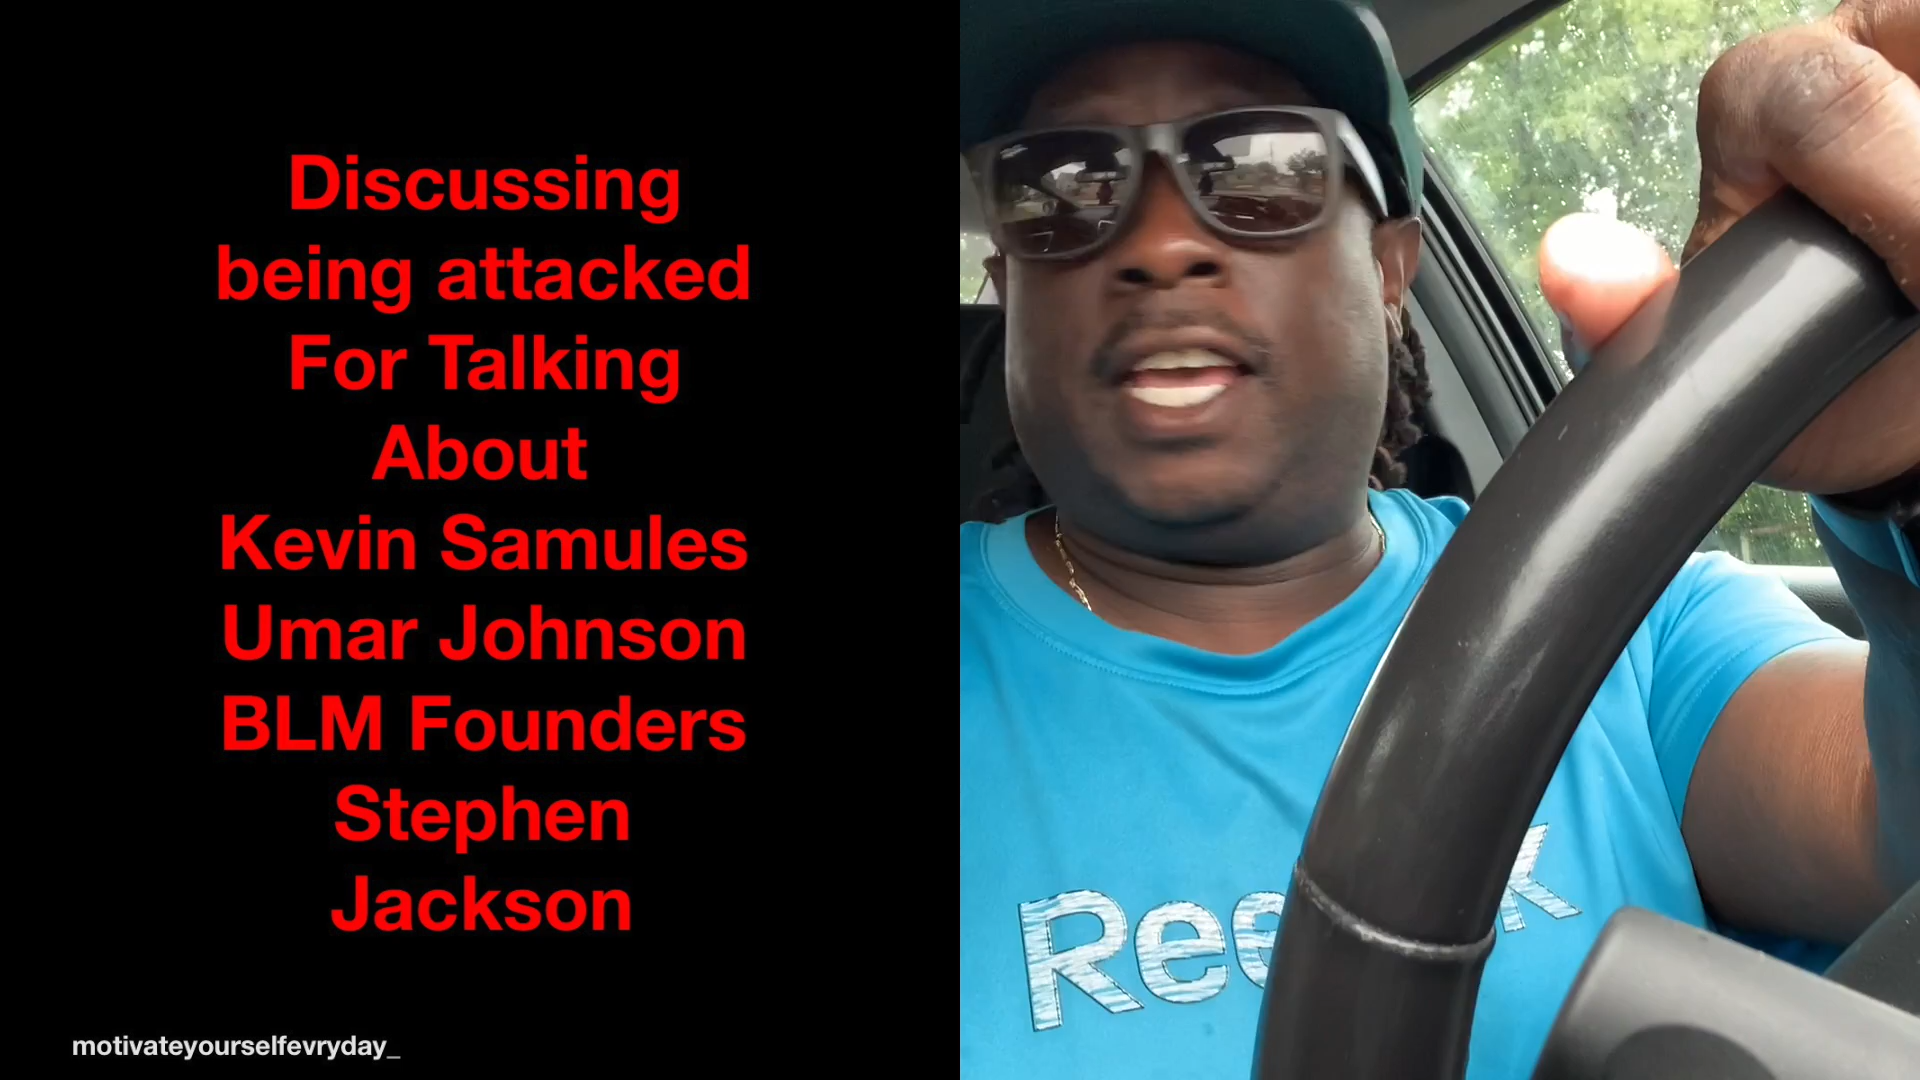 Discussing
being attacked
For Talking
About
Kevin Samules
Umar Johnson
BLM Founders
Stephen
Jackson
motivateyourselfevryday_